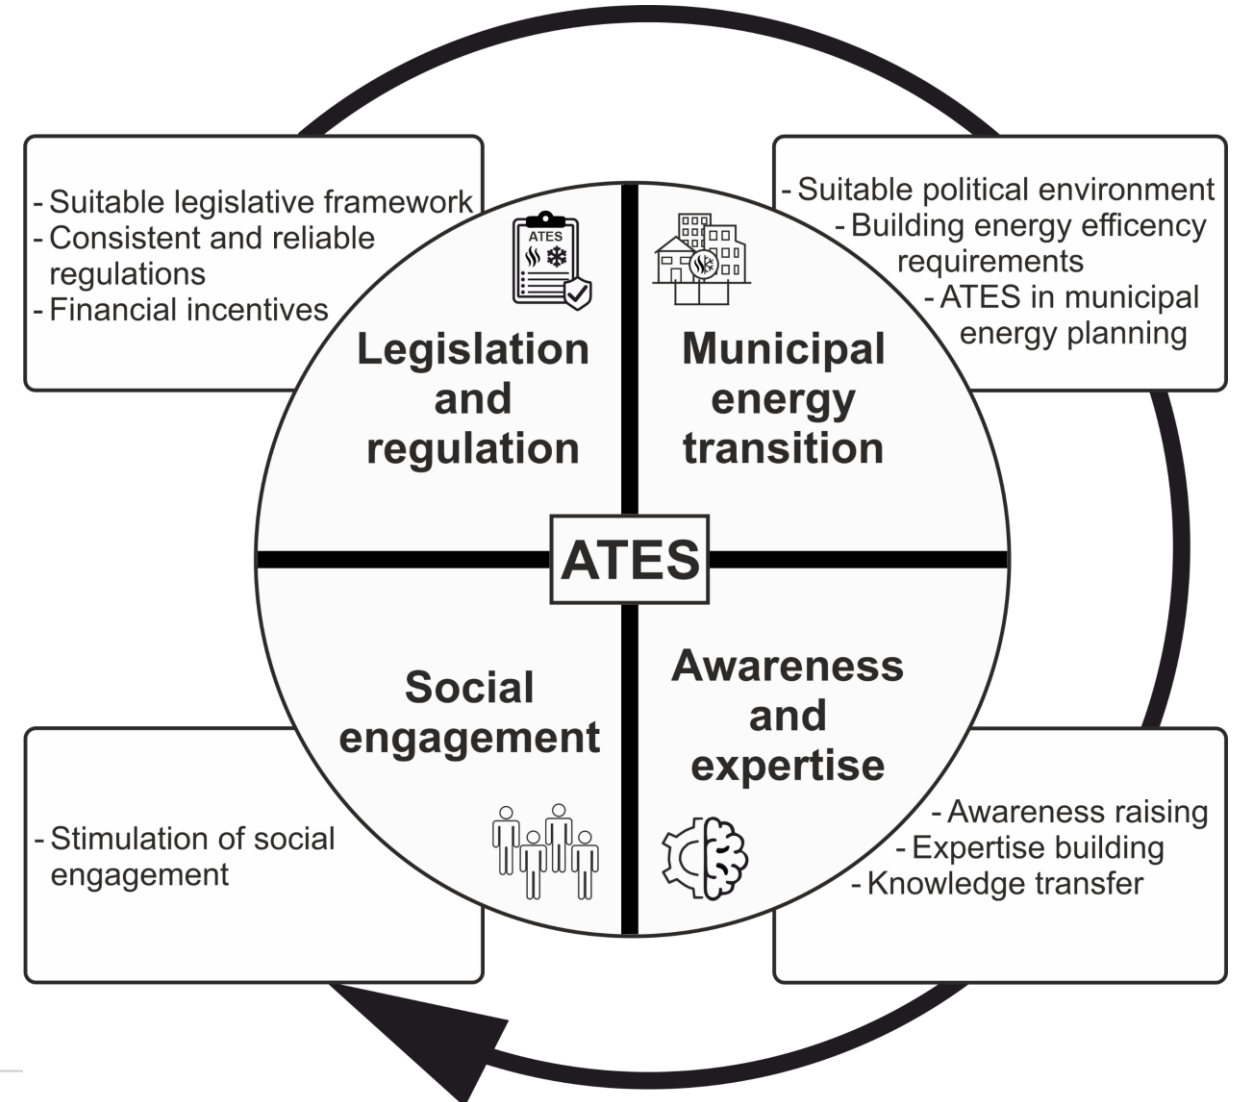 - Suitable legislative framework
- Consistent and reliable
regulations
- Financial incentives
ATES
Legislation
and
regulation
- Suitable political environment
- Building energy efficency
requirements
- ATES in municipal
energy planning
Municipal
energy
transition
ATES
Social
engagement
- Stimulation of social
engagement
Awareness
and
expertise
- Awareness raising
- Expertise building
- Knowledge transfer